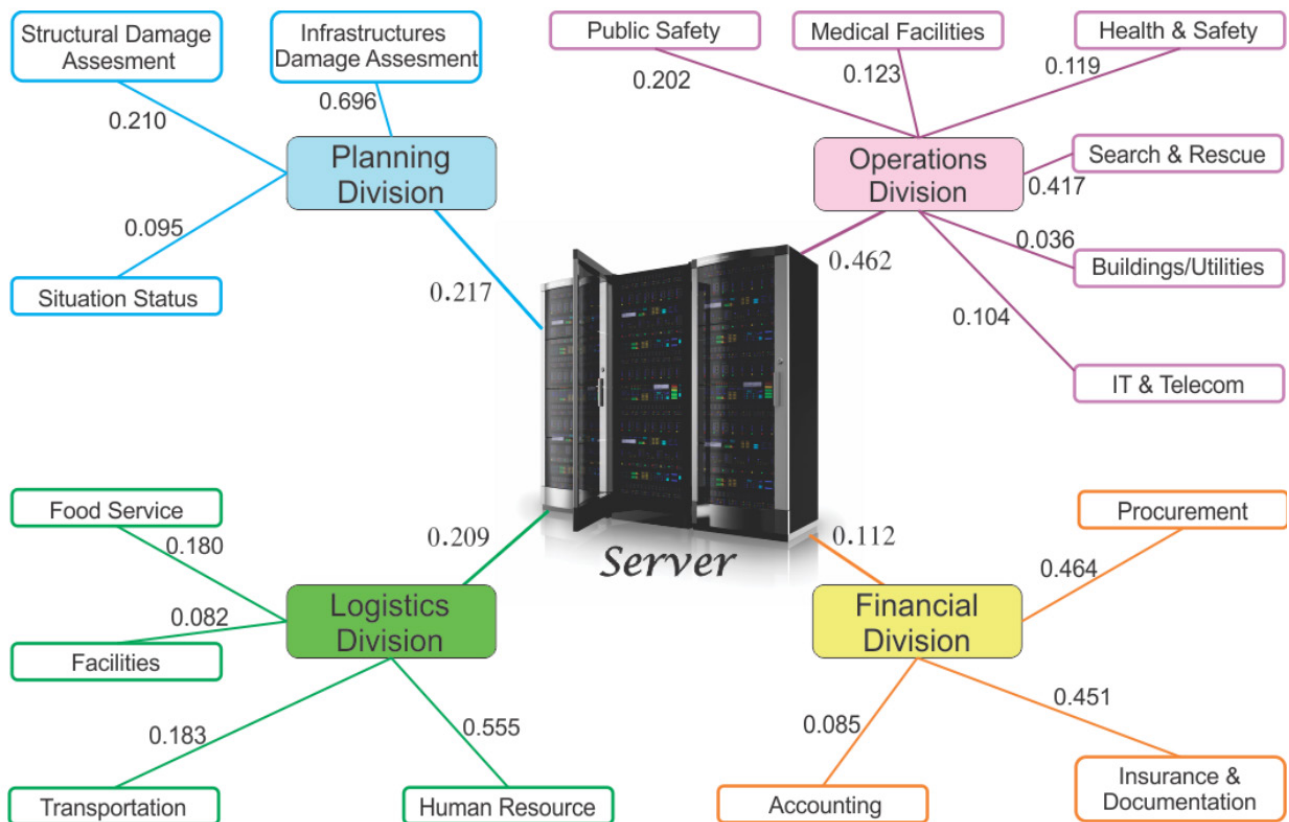 Structural Damage
Assesment
Infrastructures
Damage Assesment
0.210
0.696
Planning
Division
0.095
Situation Status
0.217
Public Safety
Medical Facilities
Health & Safety
0.202
0.123
0.119
Operations
Division
Search & Rescue
0.417
0.036
Buildings/Utilities
0.462
0.104
IT & Telecom
Server
Food Service
0.180
0.209
0.082
Logistics
Division
Facilities
0.183
0.555
Transportation
Human Resource
0.112
Procurement
0.464
Financial
Division
0.451
0.085
Accounting
Insurance &
Documentation